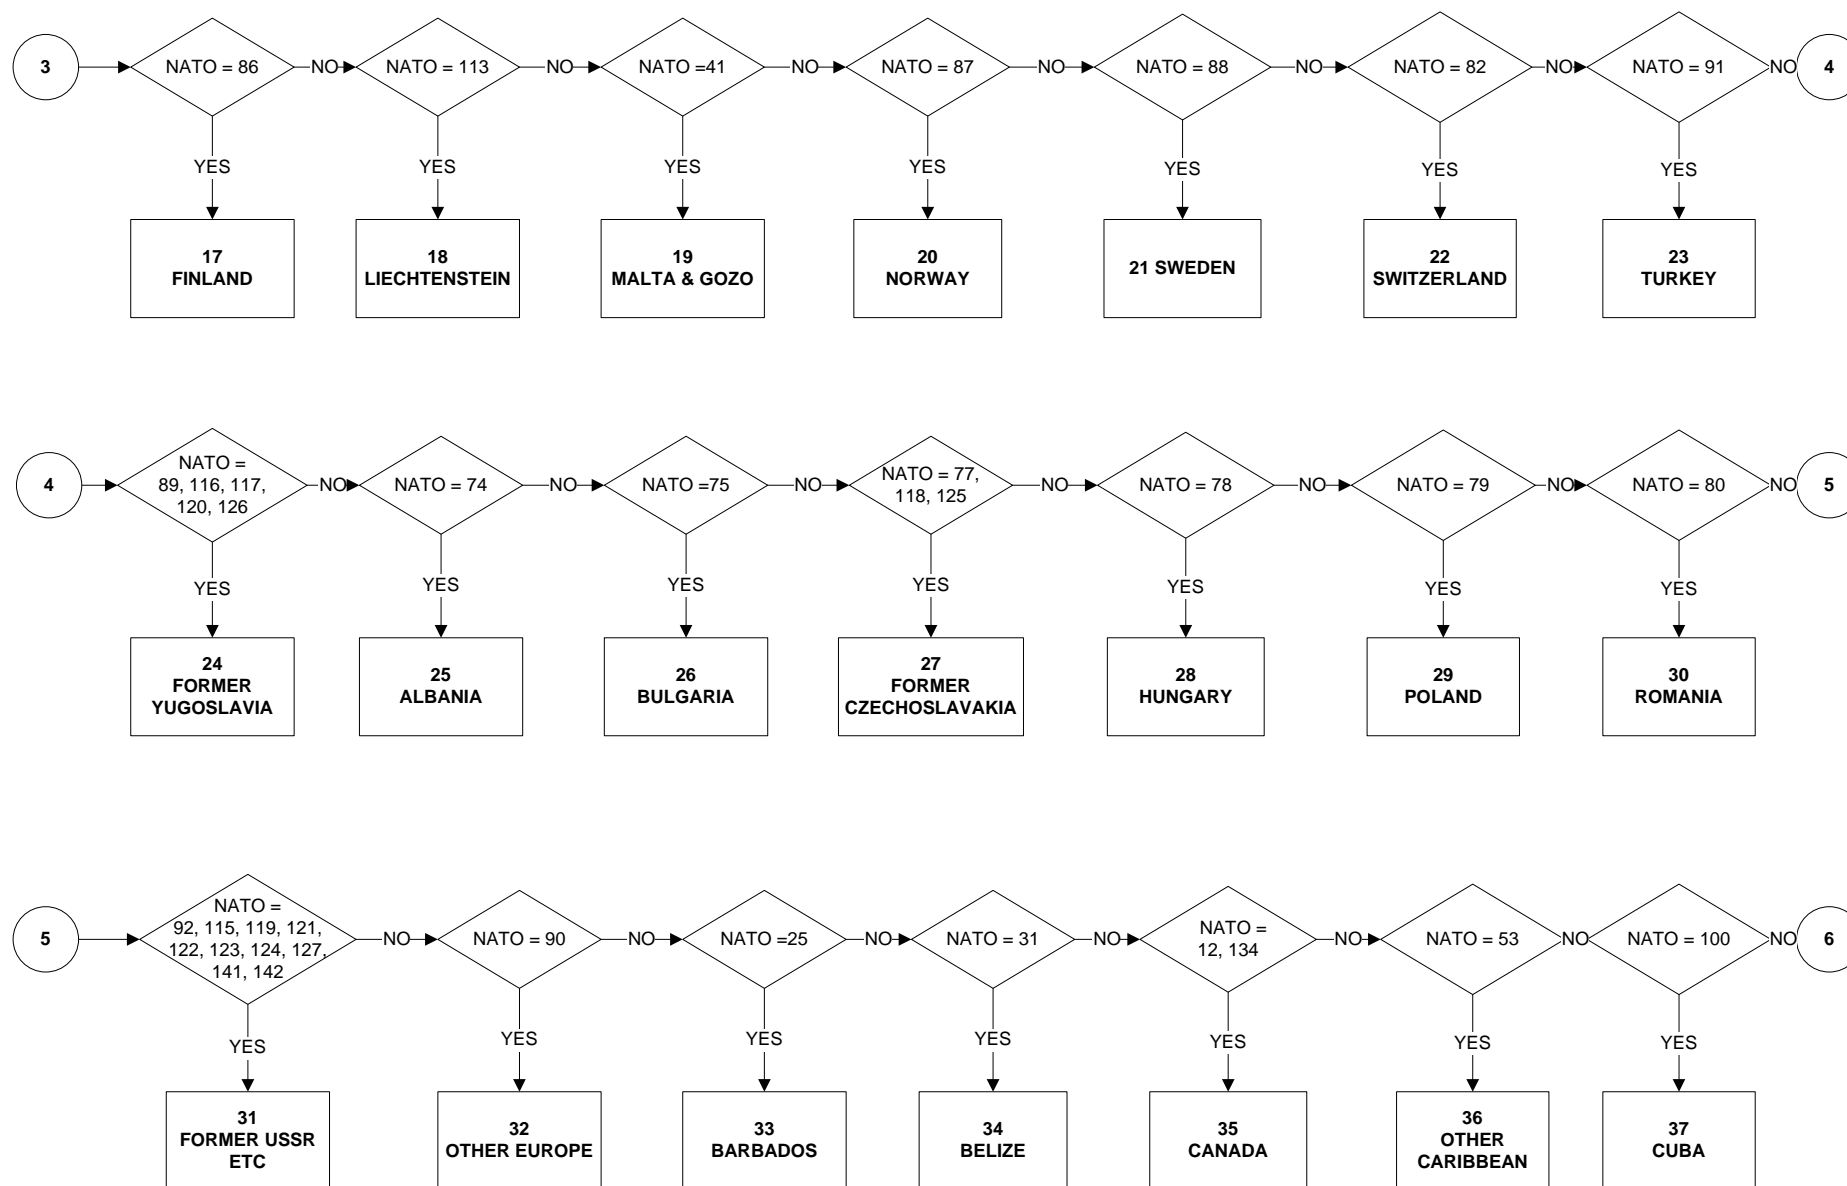 3
NATO = 86
NO
NATO = 113
NO
NATO =41
NO
NATO = 87
NO
NATO = 88
NO
NATO = 82
NO
NATO = 91
NO
4
YES
YES
YES
YES
YES
YES
YES
17
FINLAND
18
LIECHTENSTEIN
19
MALTA & GOZO
20
NORWAY
21 SWEDEN
22
SWITZERLAND
23
TURKEY
4
NATO =
89, 116, 117,
120, 126
NO
NATO = 74
NO
NATO =75
NO
NATO = 77,
118, 125
NO
NATO = 78
NO
NATO = 79
NO
NATO = 80
NO
5
YES
YES
YES
YES
YES
YES
YES
24
FORMER
YUGOSLAVIA
25
ALBANIA
26
BULGARIA
27
FORMER
CZECHOSLAVAKIA
28
HUNGARY
29
POLAND
30
ROMANIA
5
NATO =
92, 115, 119, 121,
122, 123, 124, 127,
141, 142
NO
NATO = 90
NO
NATO =25
NO
NATO = 31
NO
NATO =
12, 134
NO
NATO = 53
NO
NATO = 100
NO
6
YES
YES
YES
YES
YES
YES
YES
31
FORMER USSR
ETC
32
OTHER EUROPE
33
BARBADOS
34
BELIZE
35
CANADA
36
OTHER
CARIBBEAN
37
CUBA